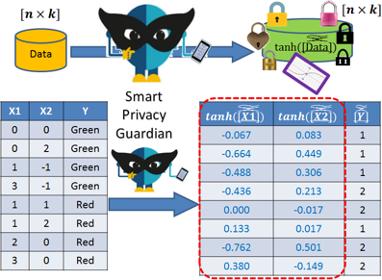 [n × k]
[n × k]
Data
tanh([Data])
Smart
Privacy
Guardian
X1 X2 Y
0 0 Green
0 2 Green
1 -1 Green
3 -1 Green
1 1 Red
1 2 Red
2 0 Red
3 0 Red
tanh([X1]) tanh([X2]) [Y]
-0.067 0.083 1
-0.664 0.449 1
-0.488 0.306 1
-0.436 0.213 2
0.000 -0.017 2
0.133 0.017 1
-0.762 0.501 2
0.380 -0.149 2